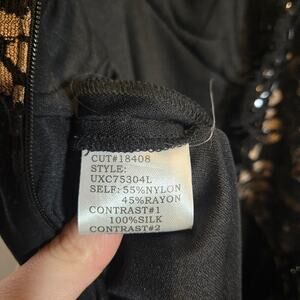 CUT#18408
STYLE:
UXC75304L
SELF: 55%NYLON
45%RAYON
CONTRAST#1
100%SILK
CONTRAST#2